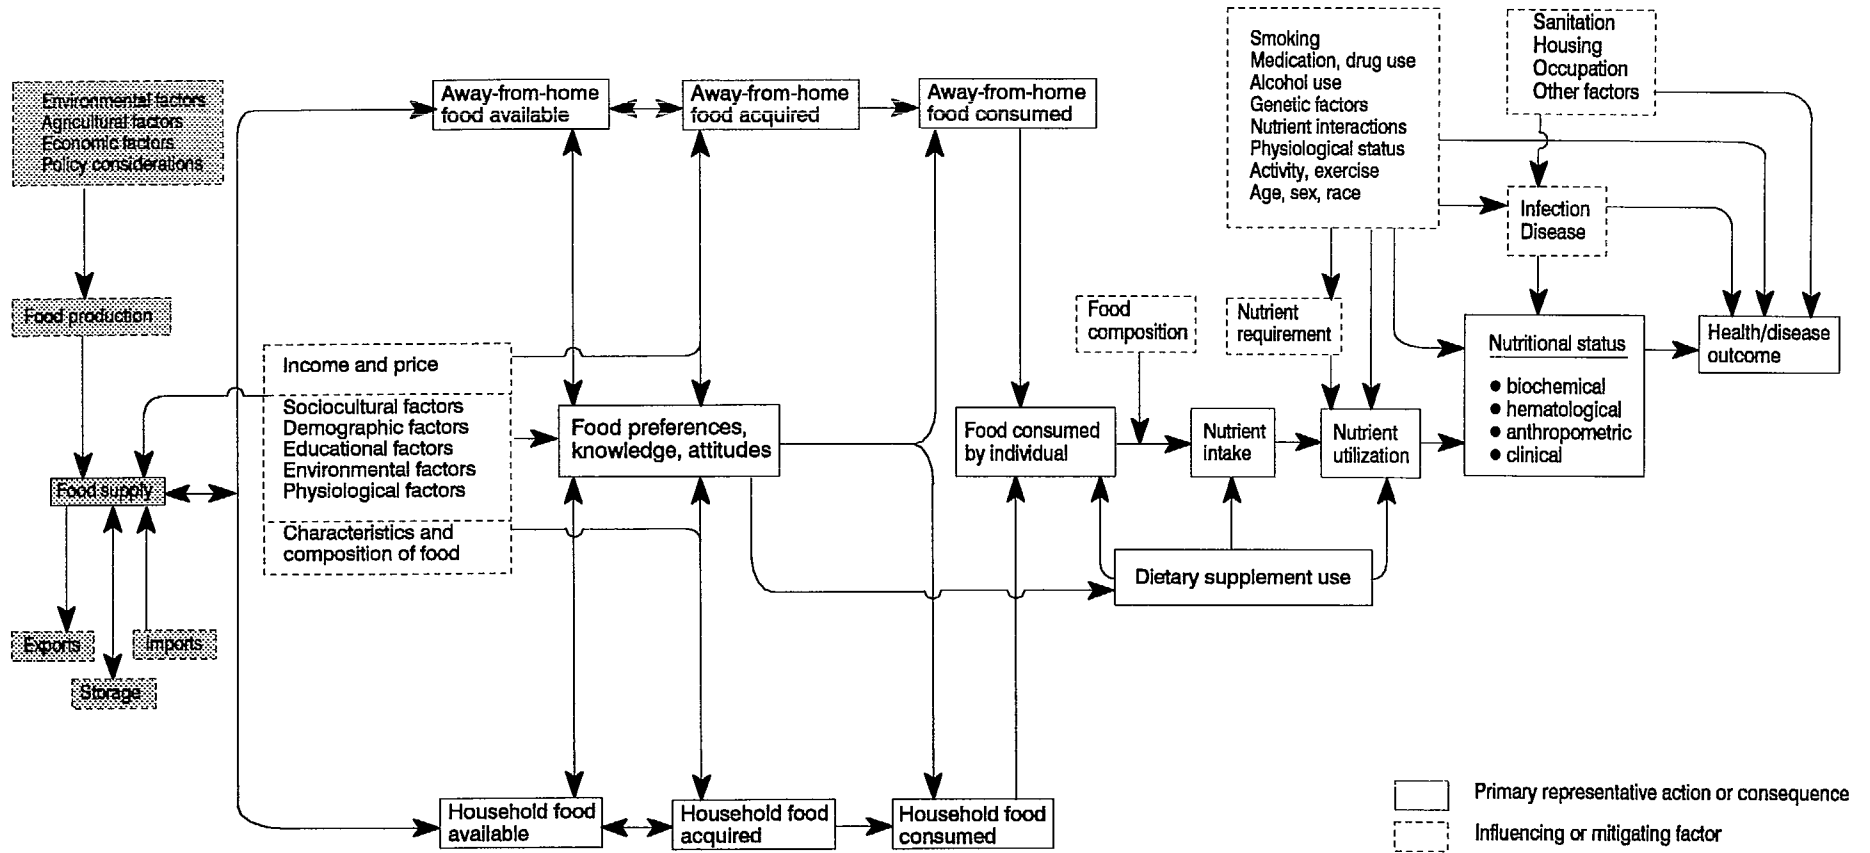 Environmental factors
Agricultural factors
Economic factors
Policy considerations
Food production
Food supply
Exports
Imports
Storage
Away-from-home
food available
Away-from-home
food acquired
Away-from-home
food consumed
Income and price
Sociocultural factors
Demographic factors
Educational factors
Environmental factors
Physiological factors
Characteristics and
composition of food
Food preferences,
knowledge, attitudes
Household food
available
Household food
acquired
Household food
consumed
Food consumed
by individual
Food
composition
Nutrient
intake
Dietary supplement use
Smoking
Medication, drug use
Alcohol use
Genetic factors
Nutrient interactions
Physiological status
Activity, exercise
Age, sex, race
Nutrient
requirement
Nutrient
utilization
Sanitation
Housing
Occupation
Other factors
Infection
Disease
Nutritional status
● biochemical
● hematological
● anthropometric
● clinical
Health/disease
outcome
Primary representative action or consequence
Influencing or mitigating factor